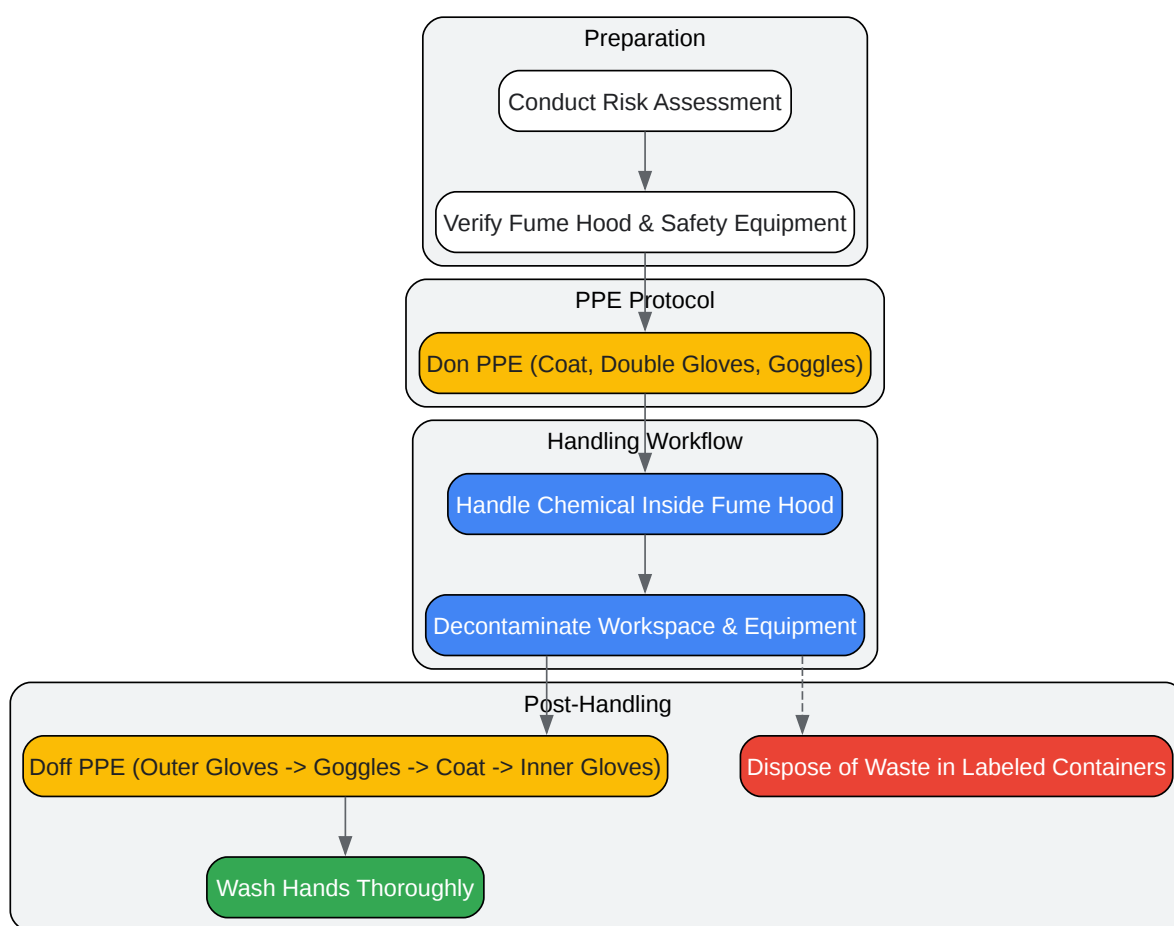 Preparation
Conduct Risk Assessment
Verify Fume Hood & Safety Equipment
PPE Protocol
Don PPE (Coat, Double Gloves, Goggles)
Handling Workflow
Handle Chemical Inside Fume Hood
Decontaminate Workspace & Equipment
Post-Handling
Doff PPE (Outer Gloves -> Goggles -> Coat -> Inner Gloves)
Dispose of Waste in Labeled Containers
Wash Hands Thoroughly